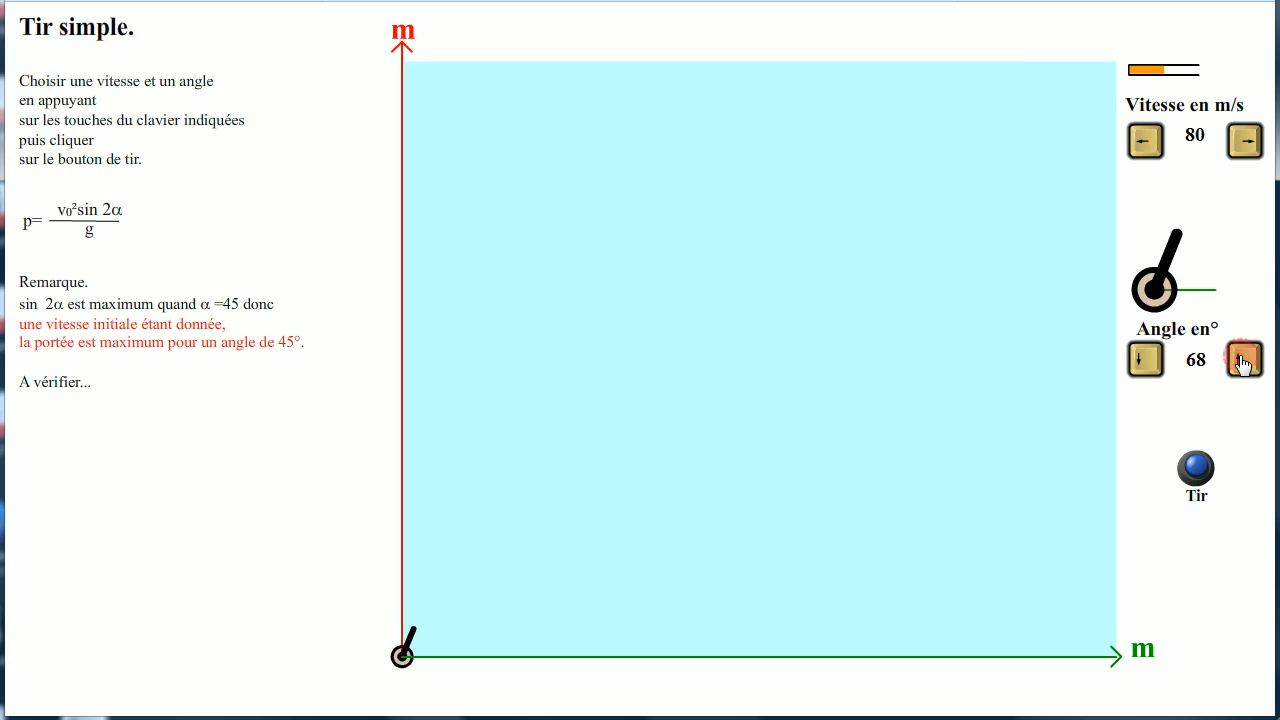 Tir simple.
Choisir une vitesse et un angle
en appuyant
sur les touches du clavier indiquées
puis cliquer
sur le bouton de tir.
p= v₀²sin 2α
g
Remarque.
sin 2α est maximum quand α =45 donc
une vitesse initiale étant donnée,
la portée est maximum pour un angle de 45°.
A vérifier...
m
m
Vitesse en m/s
80
Angle en°
68
Tir